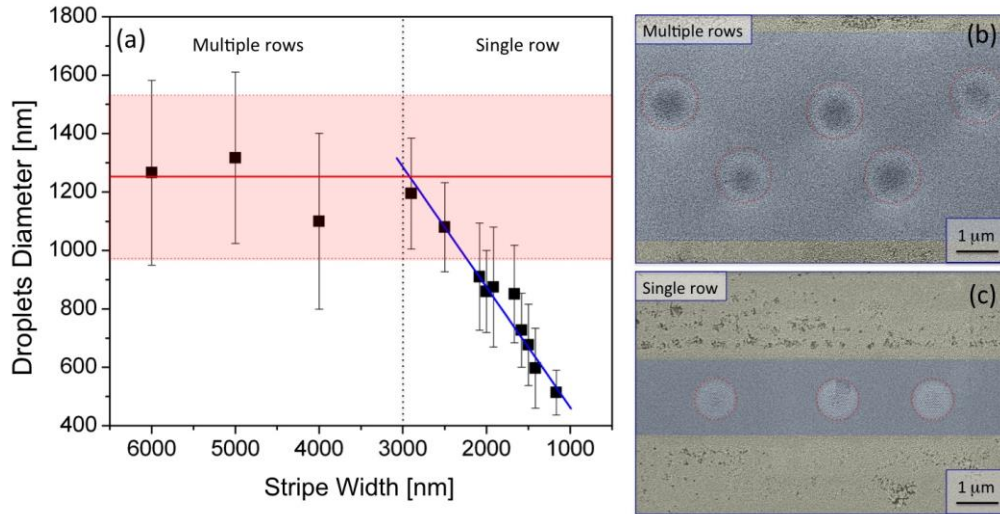 (a)
Multiple rows
Single row
Droplets Diameter [nm]
1800
1600
1400
1200
1000
800
600
400
6000 5000 4000 3000 2000 1000
Stripe Width [nm]
Multiple rows
(b)
1 μm
Single row
(c)
1 μm